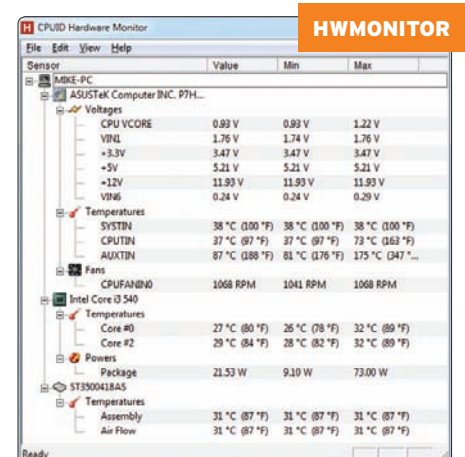 HWMONITOR
CPUID Hardware Monitor
File Edit View Help
Sensor Value Min Max
MIKE-PC
ASUSTeK Computer INC. P7H...
Voltages
CPU VCORE 0.93 V 0.93 V 1.22 V
VIN1 1.76 V 1.74 V 1.76 V
+3.3V 3.47 V 3.47 V 3.47 V
+5V 5.21 V 5.21 V 5.21 V
+12V 11.93 V 11.93 V 11.93 V
VIN6 0.24 V 0.24 V 0.29 V
Temperatures
SYSTIN 38 °C (100 °F) 38 °C (100 °F) 38 °C (100 °F)
CPUTIN 37 °C (97 °F) 37 °C (97 °F) 73 °C (163 °F)
AUXTIN 87 °C (188 °F) 81 °C (176 °F) 175 °C (347 °...
Fans
CPUFANIN0 1068 RPM 1041 RPM 1068 RPM
Intel Core i3 540
Temperatures
Core #0 27 °C (80 °F) 26 °C (78 °F) 32 °C (89 °F)
Core #2 29 °C (84 °F) 28 °C (82 °F) 32 °C (89 °F)
Powers
Package 21.53 W 9.10 W 73.00 W
ST3500418AS
Temperatures
Assembly 31 °C (87 °F) 31 °C (87 °F) 31 °C (87 °F)
Air Flow 31 °C (87 °F) 31 °C (87 °F) 31 °C (87 °F)
Ready